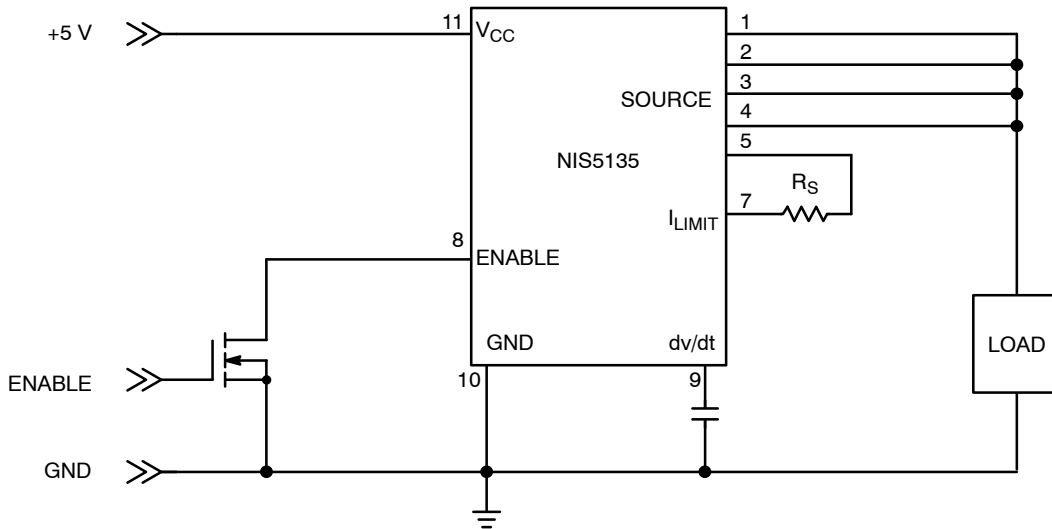 +5 V
11
V_CC
1
2
3
SOURCE
4
5
NIS5135
R_S
7
I_LIMIT
8
ENABLE
GND
dv/dt
LOAD
ENABLE
10
9
GND